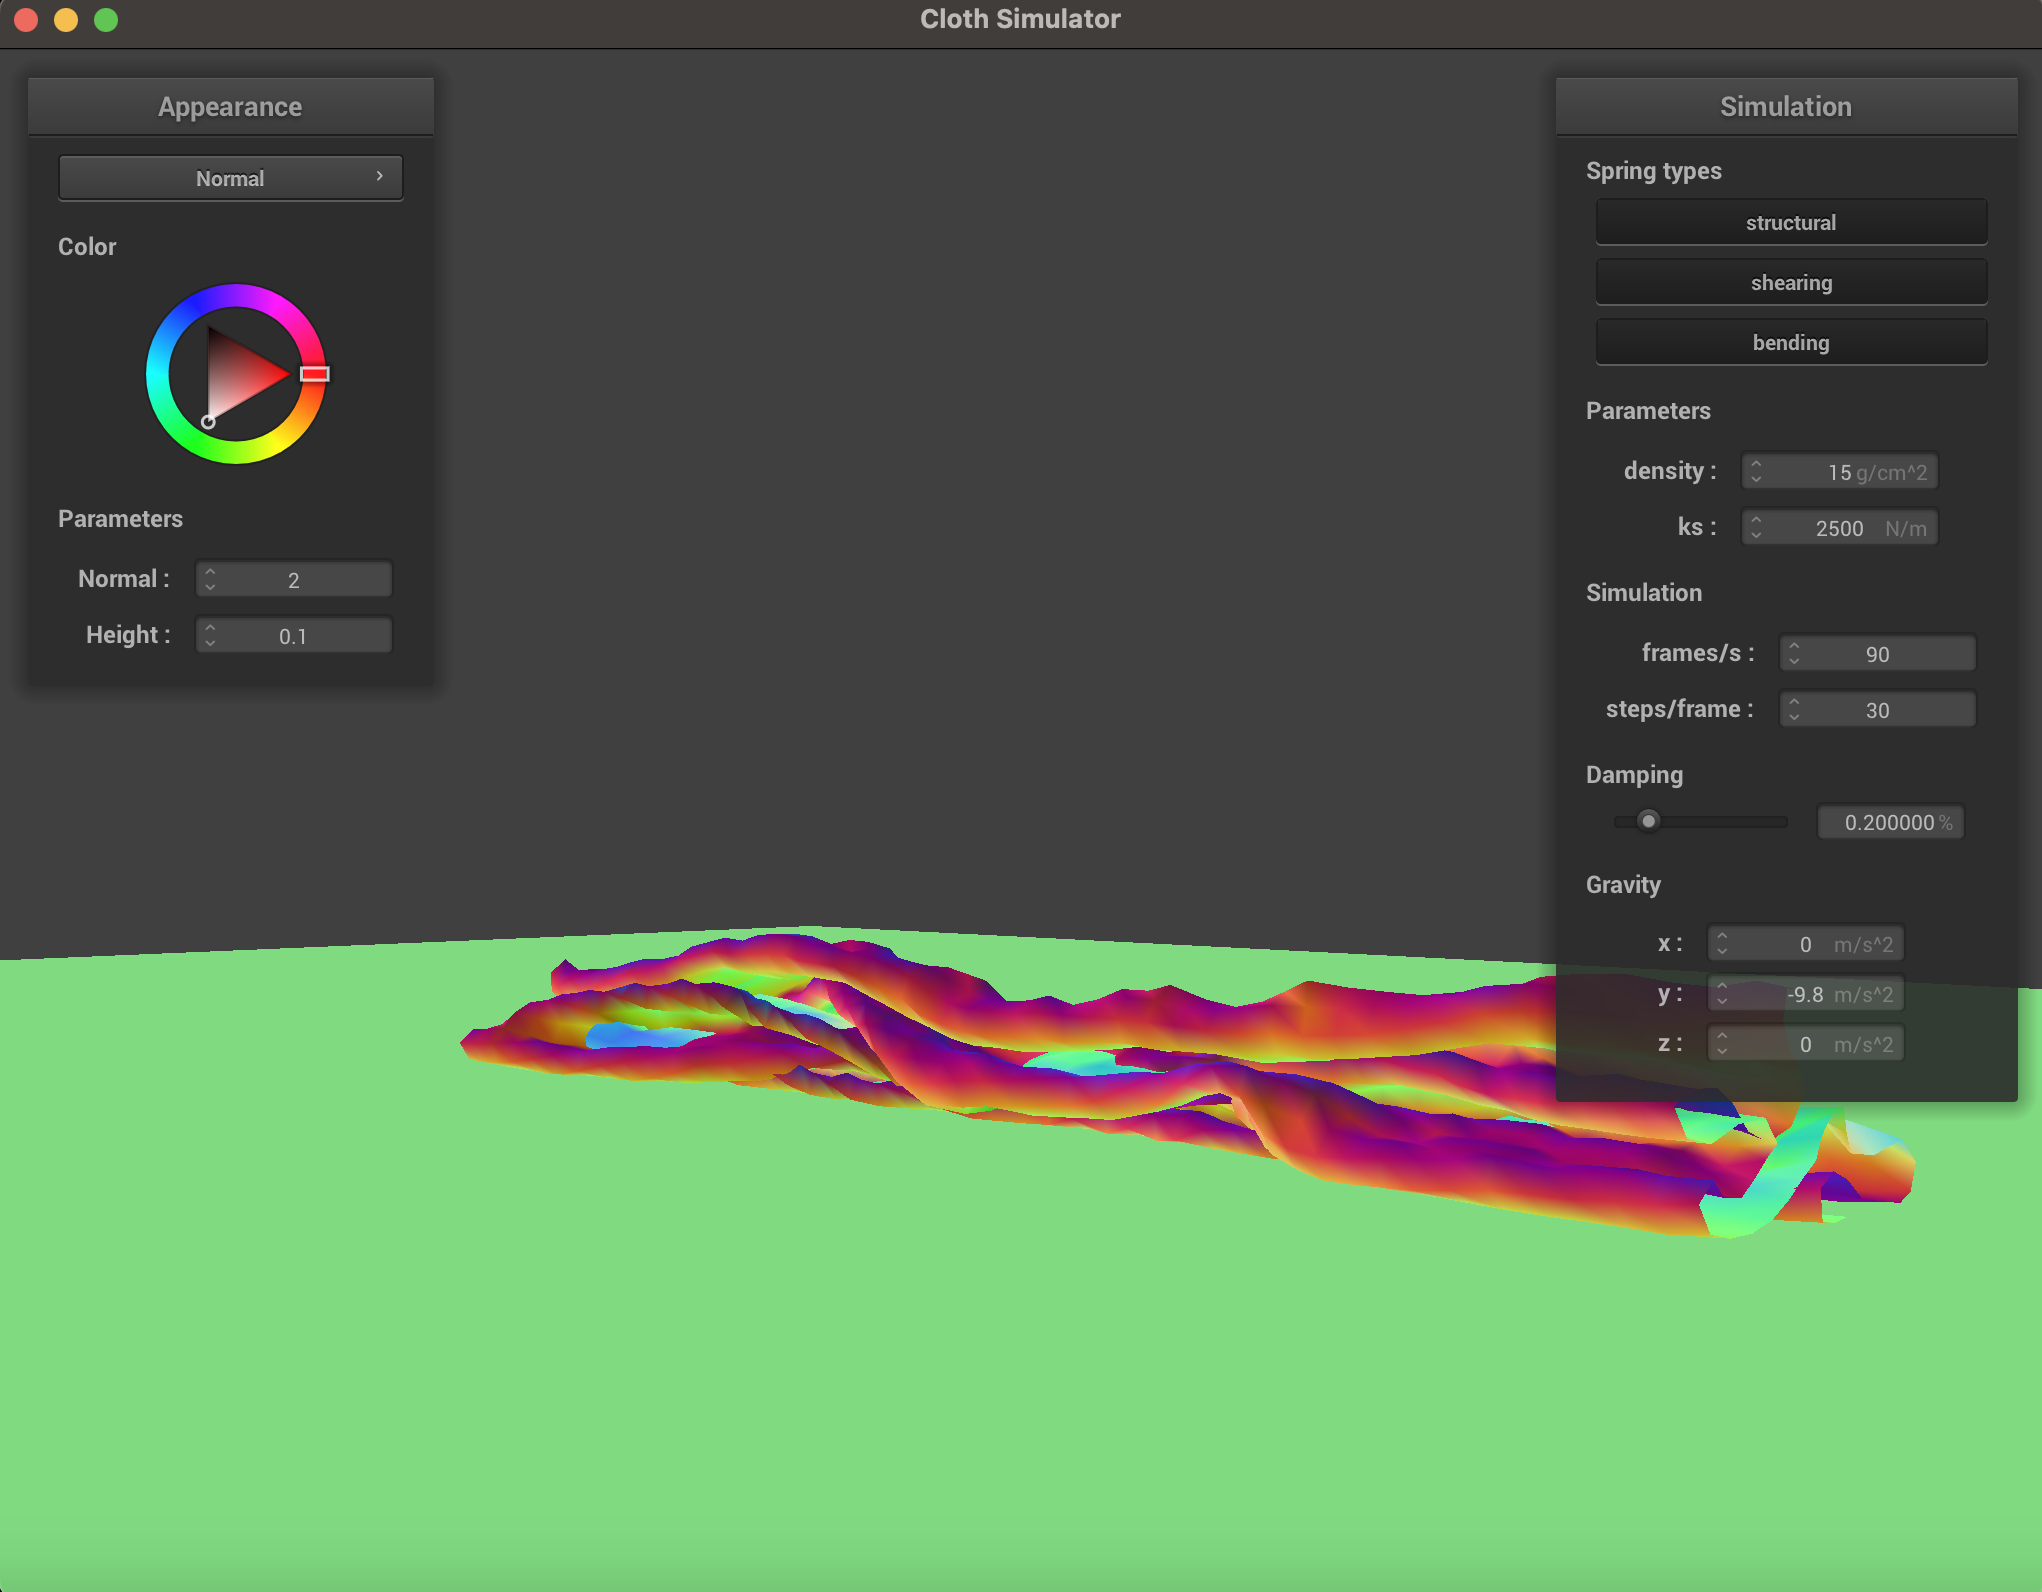 Cloth Simulator
Appearance
Normal
Color
Parameters
Normal : 2
Height : 0.1
Simulation
Spring types
structural
shearing
bending
Parameters
density : 15 g/cm^2
ks : 2500 N/m
Simulation
frames/s : 90
steps/frame : 30
Damping
0.200000 %
Gravity
x : 0 m/s^2
y : -9.8 m/s^2
z : 0 m/s^2